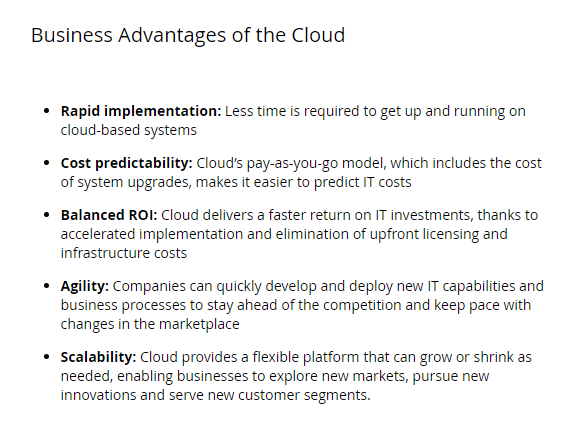 Business Advantages of the Cloud
• Rapid implementation: Less time is required to get up and running on
cloud-based systems
• Cost predictability: Cloud's pay-as-you-go model, which includes the cost
of system upgrades, makes it easier to predict IT costs
• Balanced ROI: Cloud delivers a faster return on IT investments, thanks to
accelerated implementation and elimination of upfront licensing and
infrastructure costs
• Agility: Companies can quickly develop and deploy new IT capabilities and
business processes to stay ahead of the competition and keep pace with
changes in the marketplace
• Scalability: Cloud provides a flexible platform that can grow or shrink as
needed, enabling businesses to explore new markets, pursue new
innovations and serve new customer segments.